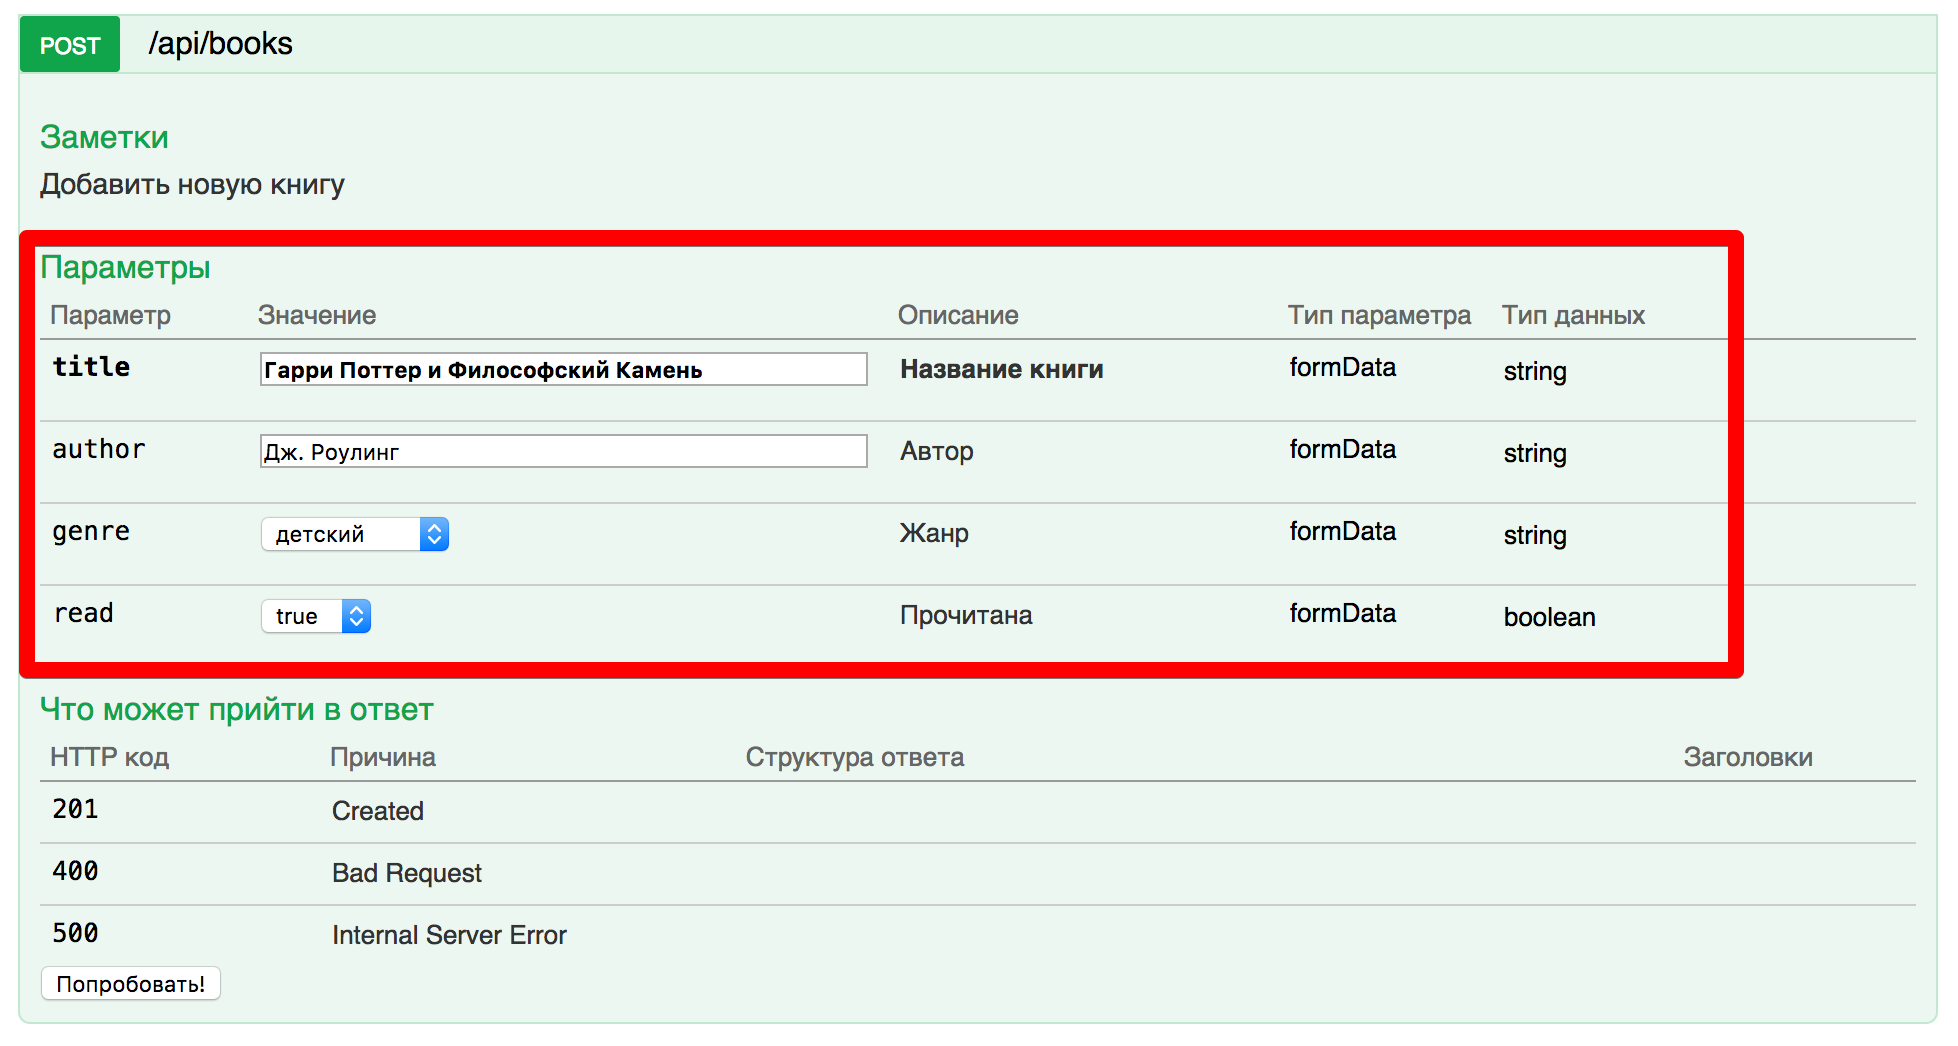 POST /api/books
Заметки
Добавить новую книгу
Параметры
Параметр Значение Описание Тип параметра Тип данных
title Гарри Поттер и Философский Камень Название книги formData string
author Дж. Роулинг Автор formData string
genre детский Жанр formData string
read true Прочитана formData boolean
Что может прийти в ответ
HTTP код Причина Структура ответа Заголовки
201 Created
400 Bad Request
500 Internal Server Error
Попробовать!